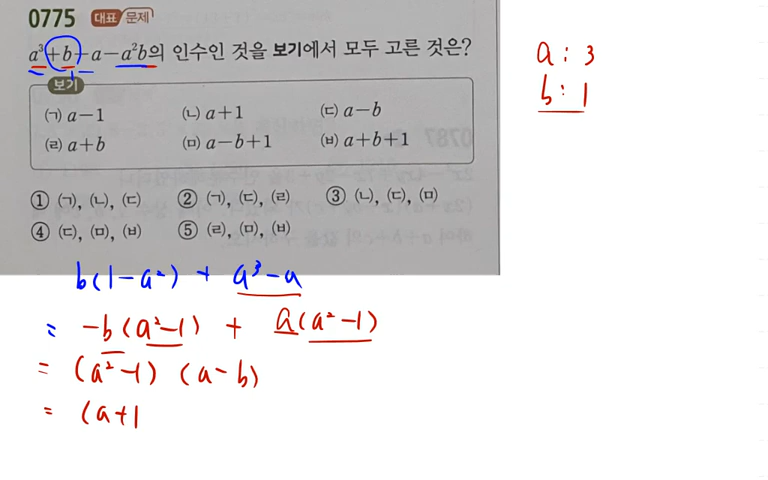 0775 대표 문제
a³+b-a-a²b의 인수인 것을 보기에서 모두 고른 것은?
보기
(ㄱ) a-1 (ㄴ) a+1 (ㄷ) a-b
(ㄹ) a+b (ㅁ) a-b+1 (ㅂ) a+b+1
① (ㄱ), (ㄴ), (ㄷ) ② (ㄱ), (ㄷ), (ㄹ) ③ (ㄴ), (ㄷ), (ㅁ)
④ (ㄷ), (ㅁ), (ㅂ) ⑤ (ㄹ), (ㅁ), (ㅂ)
a : 3
b : 1
b(1-a²) + a³-a
= -b(a²-1) + a(a²-1)
= (a²-1) (a-b)
= (a+1